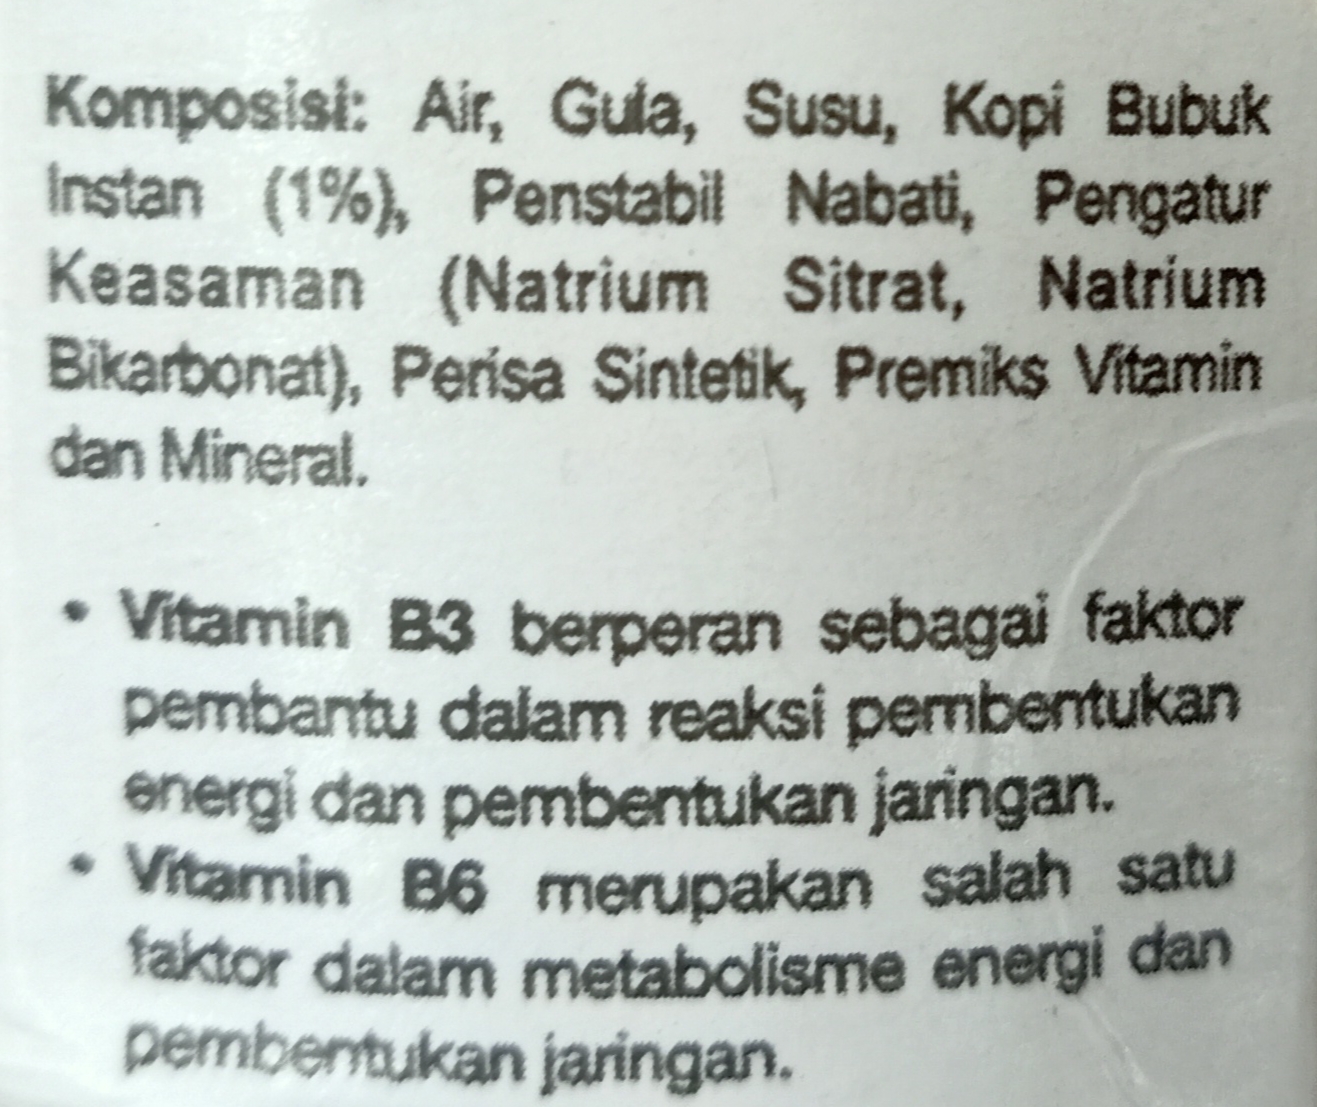 Komposisi: Air, Gula, Susu, Kopi Bubuk
Instan (1%), Penstabil Nabati, Pengatur
Keasaman (Natrium Sitrat, Natrium
Bikarbonat), Perisa Sintetik, Premiks Vitamin
dan Mineral.
• Vitamin B3 berperan sebagai faktor
pembantu dalam reaksi pembentukan
energi dan pembentukan jaringan.
• Vitamin B6 merupakan salah satu
faktor dalam metabolisme energi dan
pembentukan jaringan.